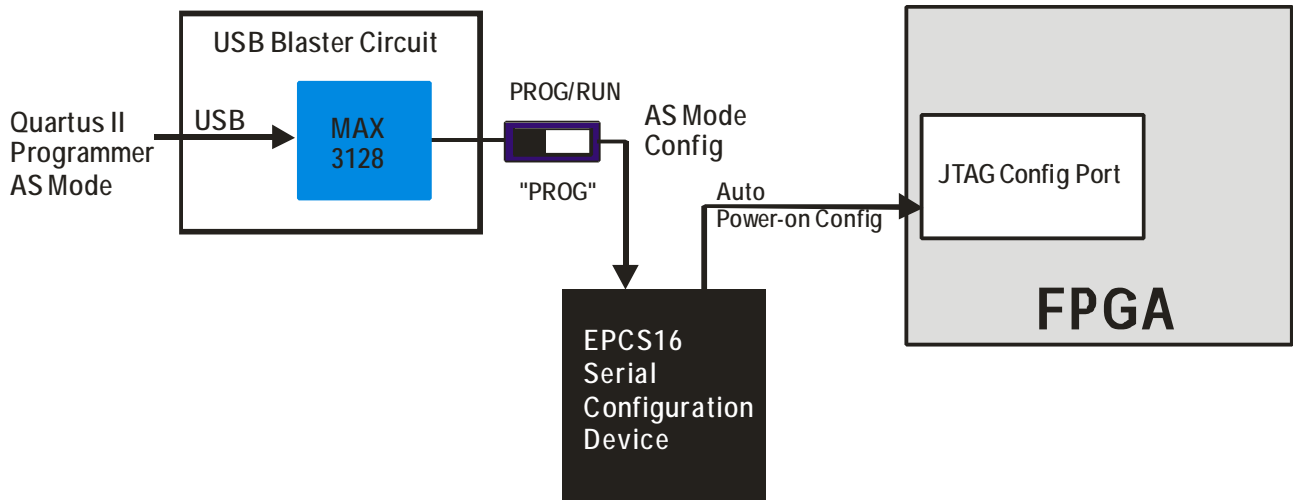 USB Blaster Circuit
Quartus II
Programmer
AS Mode
USB
MAX
3128
PROG/RUN
"PROG"
AS Mode
Config
Auto
Power-on Config
JTAG Config Port
FPGA
EPCS16
Serial
Configuration
Device